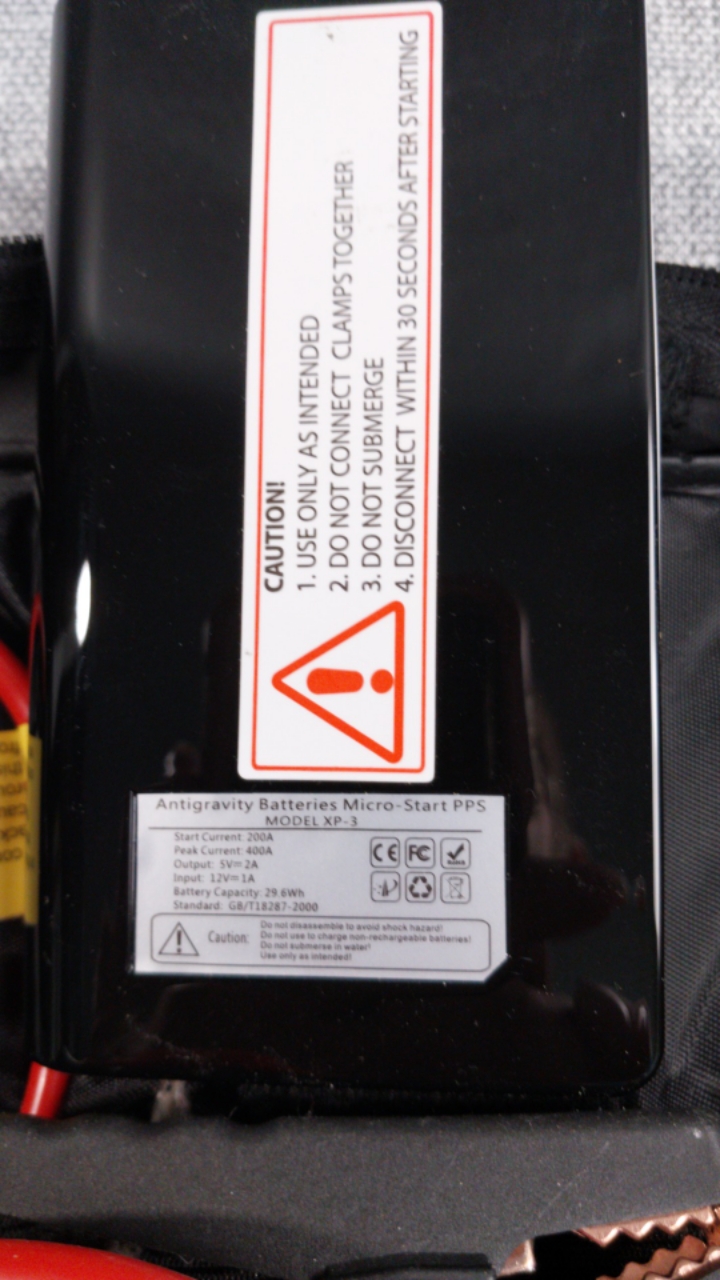 CAUTION!
1. USE ONLY AS INTENDED
2. DO NOT CONNECT CLAMPS TOGETHER
3. DO NOT SUBMERGE
4. DISCONNECT WITHIN 30 SECONDS AFTER STARTING
Antigravity Batteries Micro-Start PPS
MODEL XP-3
Start Current: 200A
Peak Current: 400A
Output: 5V⎓2A
Input: 12V⎓1A
Battery Capacity: 29.6Wh
Standard: GB/T18287-2000
CE FC
Caution:
Do not disassemble to avoid shock hazard!
Do not use to charge non-rechargeable batteries!
Do not submerse in water!
Use only as intended!